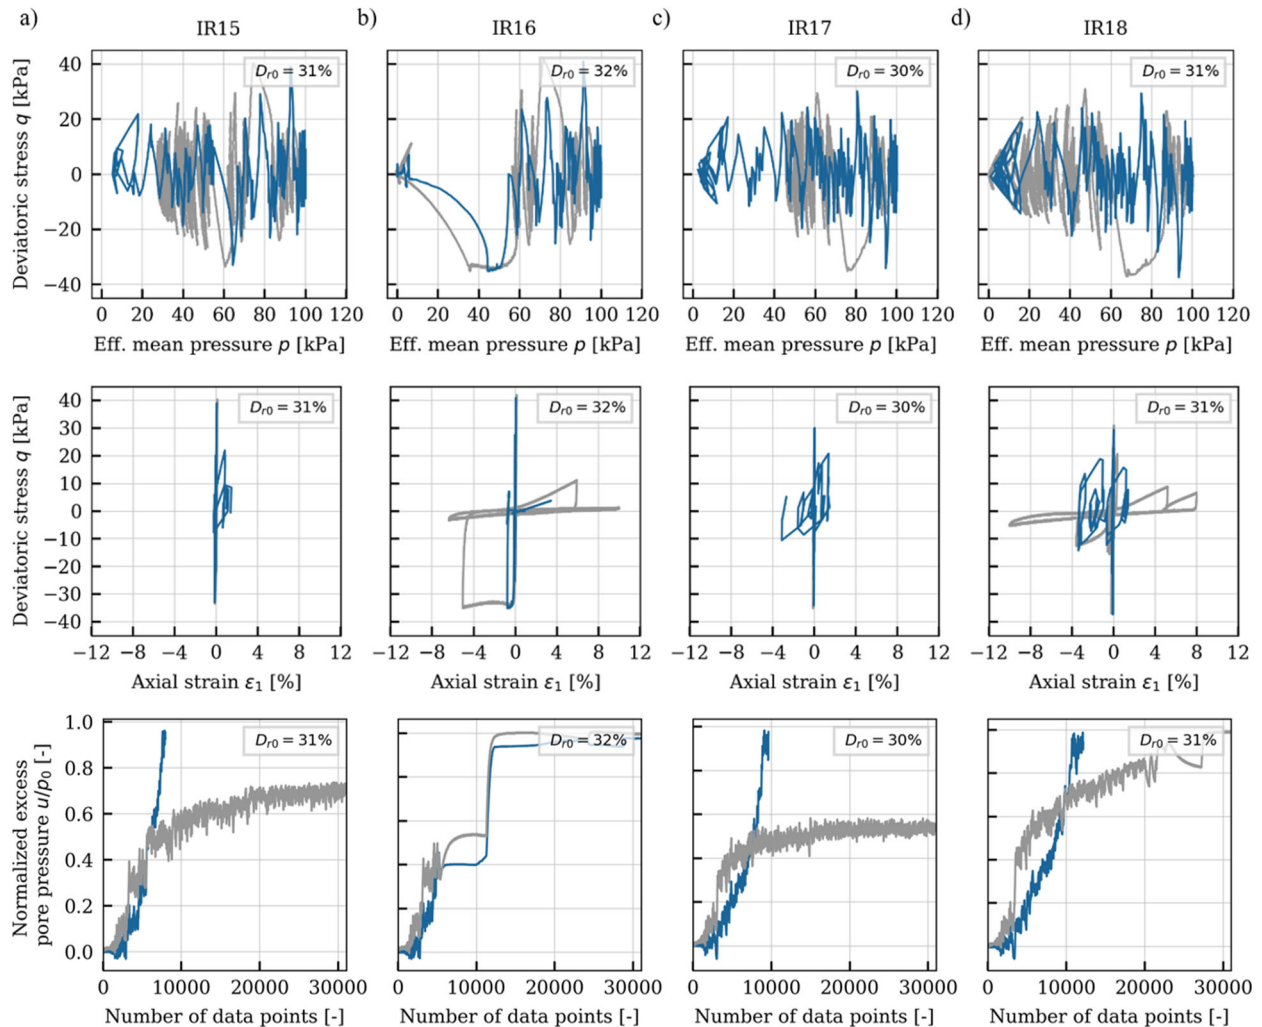 a) IR15 b) IR16 c) IR17 d) IR18
Deviatoric stress q [kPa]
40
20
0
−20
−40
Dr0 = 31%
Dr0 = 32%
Dr0 = 30%
Dr0 = 31%
0 20 40 60 80 100 120 0 20 40 60 80 100 120 0 20 40 60 80 100 120 0 20 40 60 80 100 120
Eff. mean pressure p [kPa] Eff. mean pressure p [kPa] Eff. mean pressure p [kPa] Eff. mean pressure p [kPa]
Deviatoric stress q [kPa]
40
30
20
10
0
−10
−20
−30
−40
Dr0 = 31%
Dr0 = 32%
Dr0 = 30%
Dr0 = 31%
−12 −8 −4 0 4 8 12 −12 −8 −4 0 4 8 12 −12 −8 −4 0 4 8 12 −12 −8 −4 0 4 8 12
Axial strain ε1 [%] Axial strain ε1 [%] Axial strain ε1 [%] Axial strain ε1 [%]
Normalized excess
pore pressure u/p0 [-]
1.0
0.8
0.6
0.4
0.2
0.0
Dr0 = 31%
Dr0 = 32%
Dr0 = 30%
Dr0 = 31%
0 10000 20000 30000 0 10000 20000 30000 0 10000 20000 30000 0 10000 20000 30000
Number of data points [-] Number of data points [-] Number of data points [-] Number of data points [-]